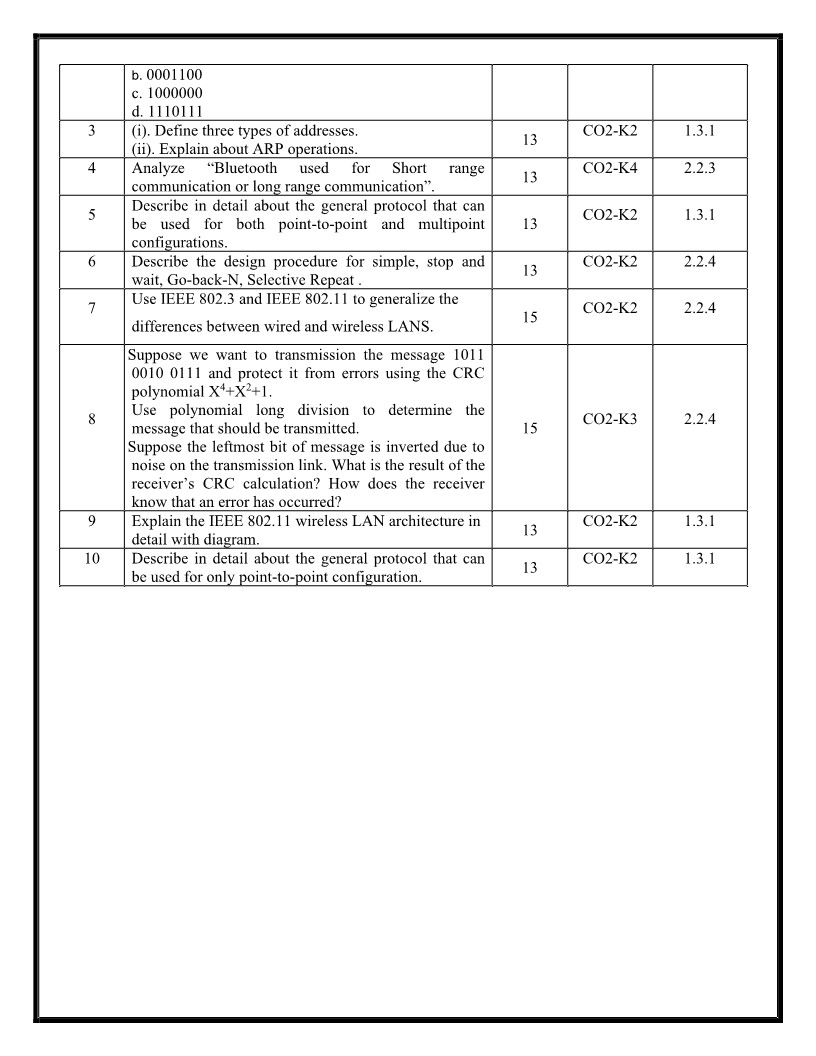 b. 0001100
c. 1000000
d. 1110111
3
(i). Define three types of addresses.
(ii). Explain about ARP operations.
13
CO2-K2
1.3.1
4
Analyze “Bluetooth used for Short range
communication or long range communication”.
13
CO2-K4
2.2.3
5
Describe in detail about the general protocol that can
be used for both point-to-point and multipoint
configurations.
13
CO2-K2
1.3.1
6
Describe the design procedure for simple, stop and
wait, Go-back-N, Selective Repeat .
13
CO2-K2
2.2.4
7
Use IEEE 802.3 and IEEE 802.11 to generalize the
differences between wired and wireless LANS.
15
CO2-K2
2.2.4
8
Suppose we want to transmission the message 1011
0010 0111 and protect it from errors using the CRC
polynomial X⁴+X²+1.
Use polynomial long division to determine the
message that should be transmitted.
Suppose the leftmost bit of message is inverted due to
noise on the transmission link. What is the result of the
receiver’s CRC calculation? How does the receiver
know that an error has occurred?
15
CO2-K3
2.2.4
9
Explain the IEEE 802.11 wireless LAN architecture in
detail with diagram.
13
CO2-K2
1.3.1
10
Describe in detail about the general protocol that can
be used for only point-to-point configuration.
13
CO2-K2
1.3.1